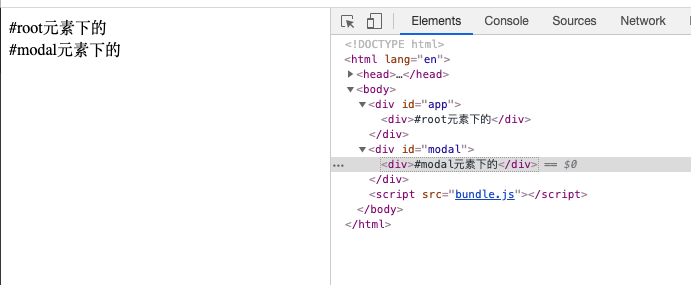 #root元素下的
#modal元素下的
Elements Console Sources Network
<!DOCTYPE html>
<html lang="en">
<head>…</head>
<body>
<div id="app">
<div>#root元素下的</div>
</div>
<div id="modal">
<div>#modal元素下的</div> == $0
</div>
<script src="bundle.js"></script>
</body>
</html>